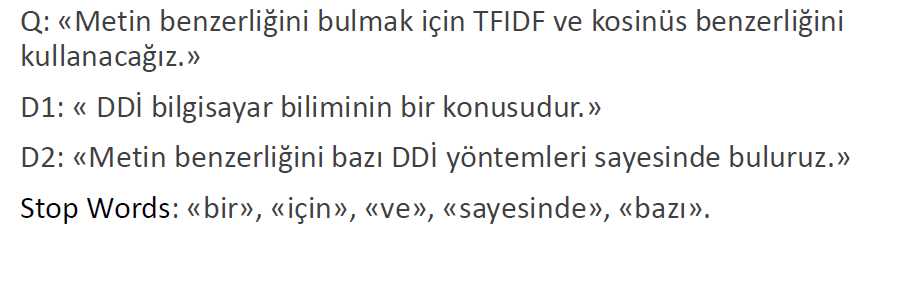 Q: «Metin benzerliğini bulmak için TFIDF ve kosinüs benzerliğini
kullanacağız.»
D1: « DDİ bilgisayar biliminin bir konusudur.»
D2: «Metin benzerliğini bazı DDİ yöntemleri sayesinde buluruz.»
Stop Words: «bir», «için», «ve», «sayesinde», «bazı».